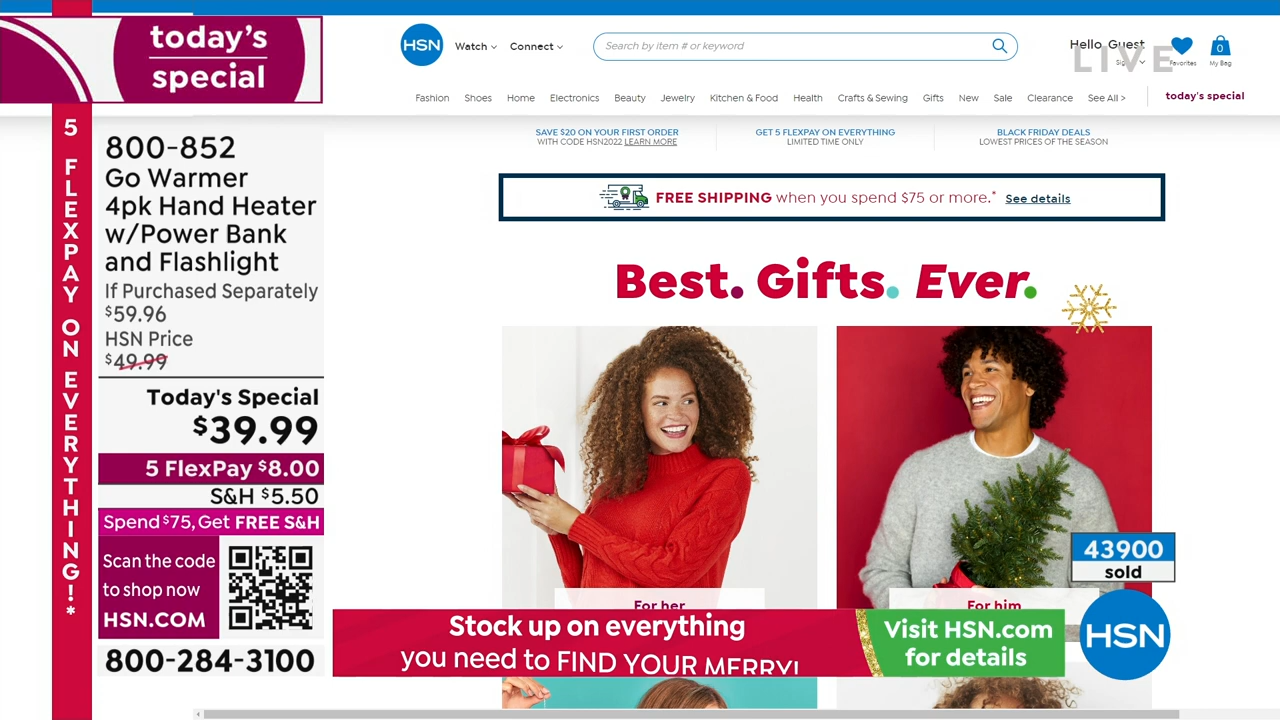 today's
special
5 FLEXPAY ON EVERYTHING!*
800-852
Go Warmer
4pk Hand Heater
w/Power Bank
and Flashlight
If Purchased Separately
$59.96
HSN Price
$49.99
Today's Special
$39.99
5 FlexPay $8.00
S&H $5.50
Spend $75, Get FREE S&H
Scan the code
to shop now
HSN.COM
800-284-3100
HSN
Watch
Connect
Search by item # or keyword
Hello, Guest
LIVE
Favorites
0
My Bag
Fashion Shoes Home Electronics Beauty Jewelry Kitchen & Food Health Crafts & Sewing Gifts New Sale Clearance See All > today's special
SAVE $20 ON YOUR FIRST ORDER
WITH CODE HSN2022 LEARN MORE
GET 5 FLEXPAY ON EVERYTHING
LIMITED TIME ONLY
BLACK FRIDAY DEALS
LOWEST PRICES OF THE SEASON
FREE SHIPPING when you spend $75 or more.* See details
Best. Gifts. Ever.
For her
For him
43900
sold
Stock up on everything
you need to FIND YOUR MERRY!
Visit HSN.com
for details
HSN